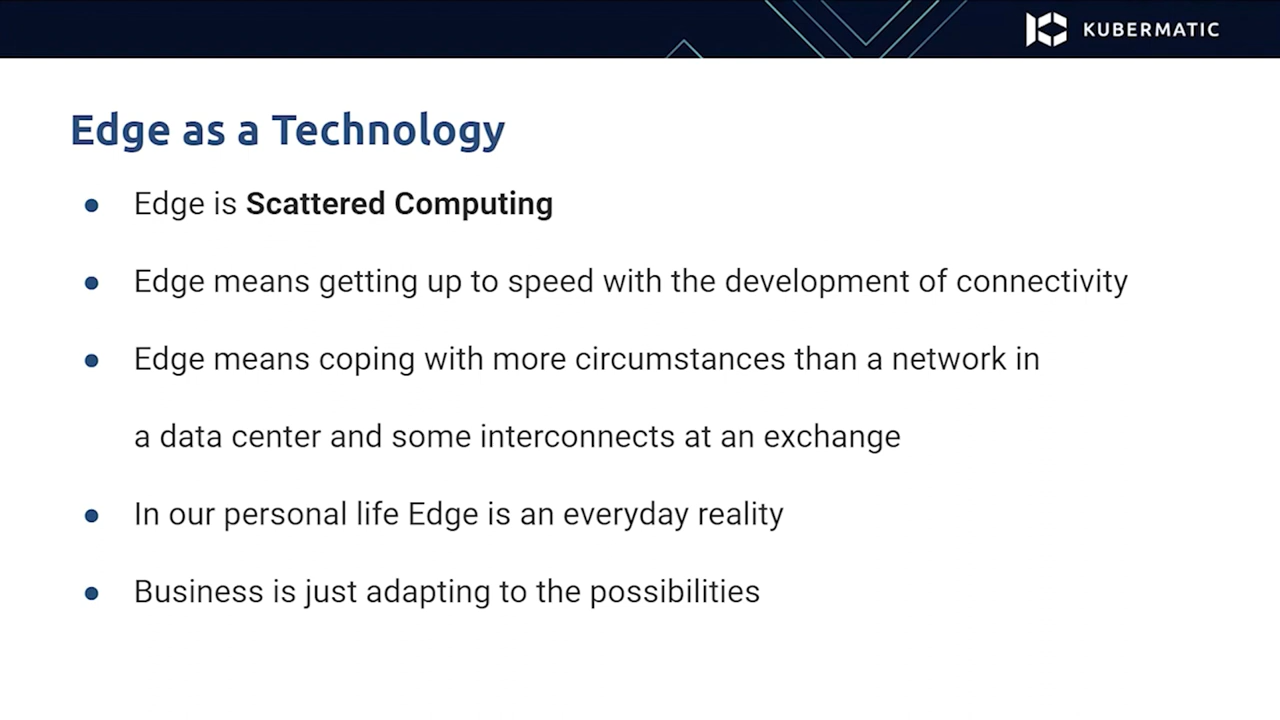 KUBERMATIC
Edge as a Technology
● Edge is Scattered Computing
● Edge means getting up to speed with the development of connectivity
● Edge means coping with more circumstances than a network in
a data center and some interconnects at an exchange
● In our personal life Edge is an everyday reality
● Business is just adapting to the possibilities